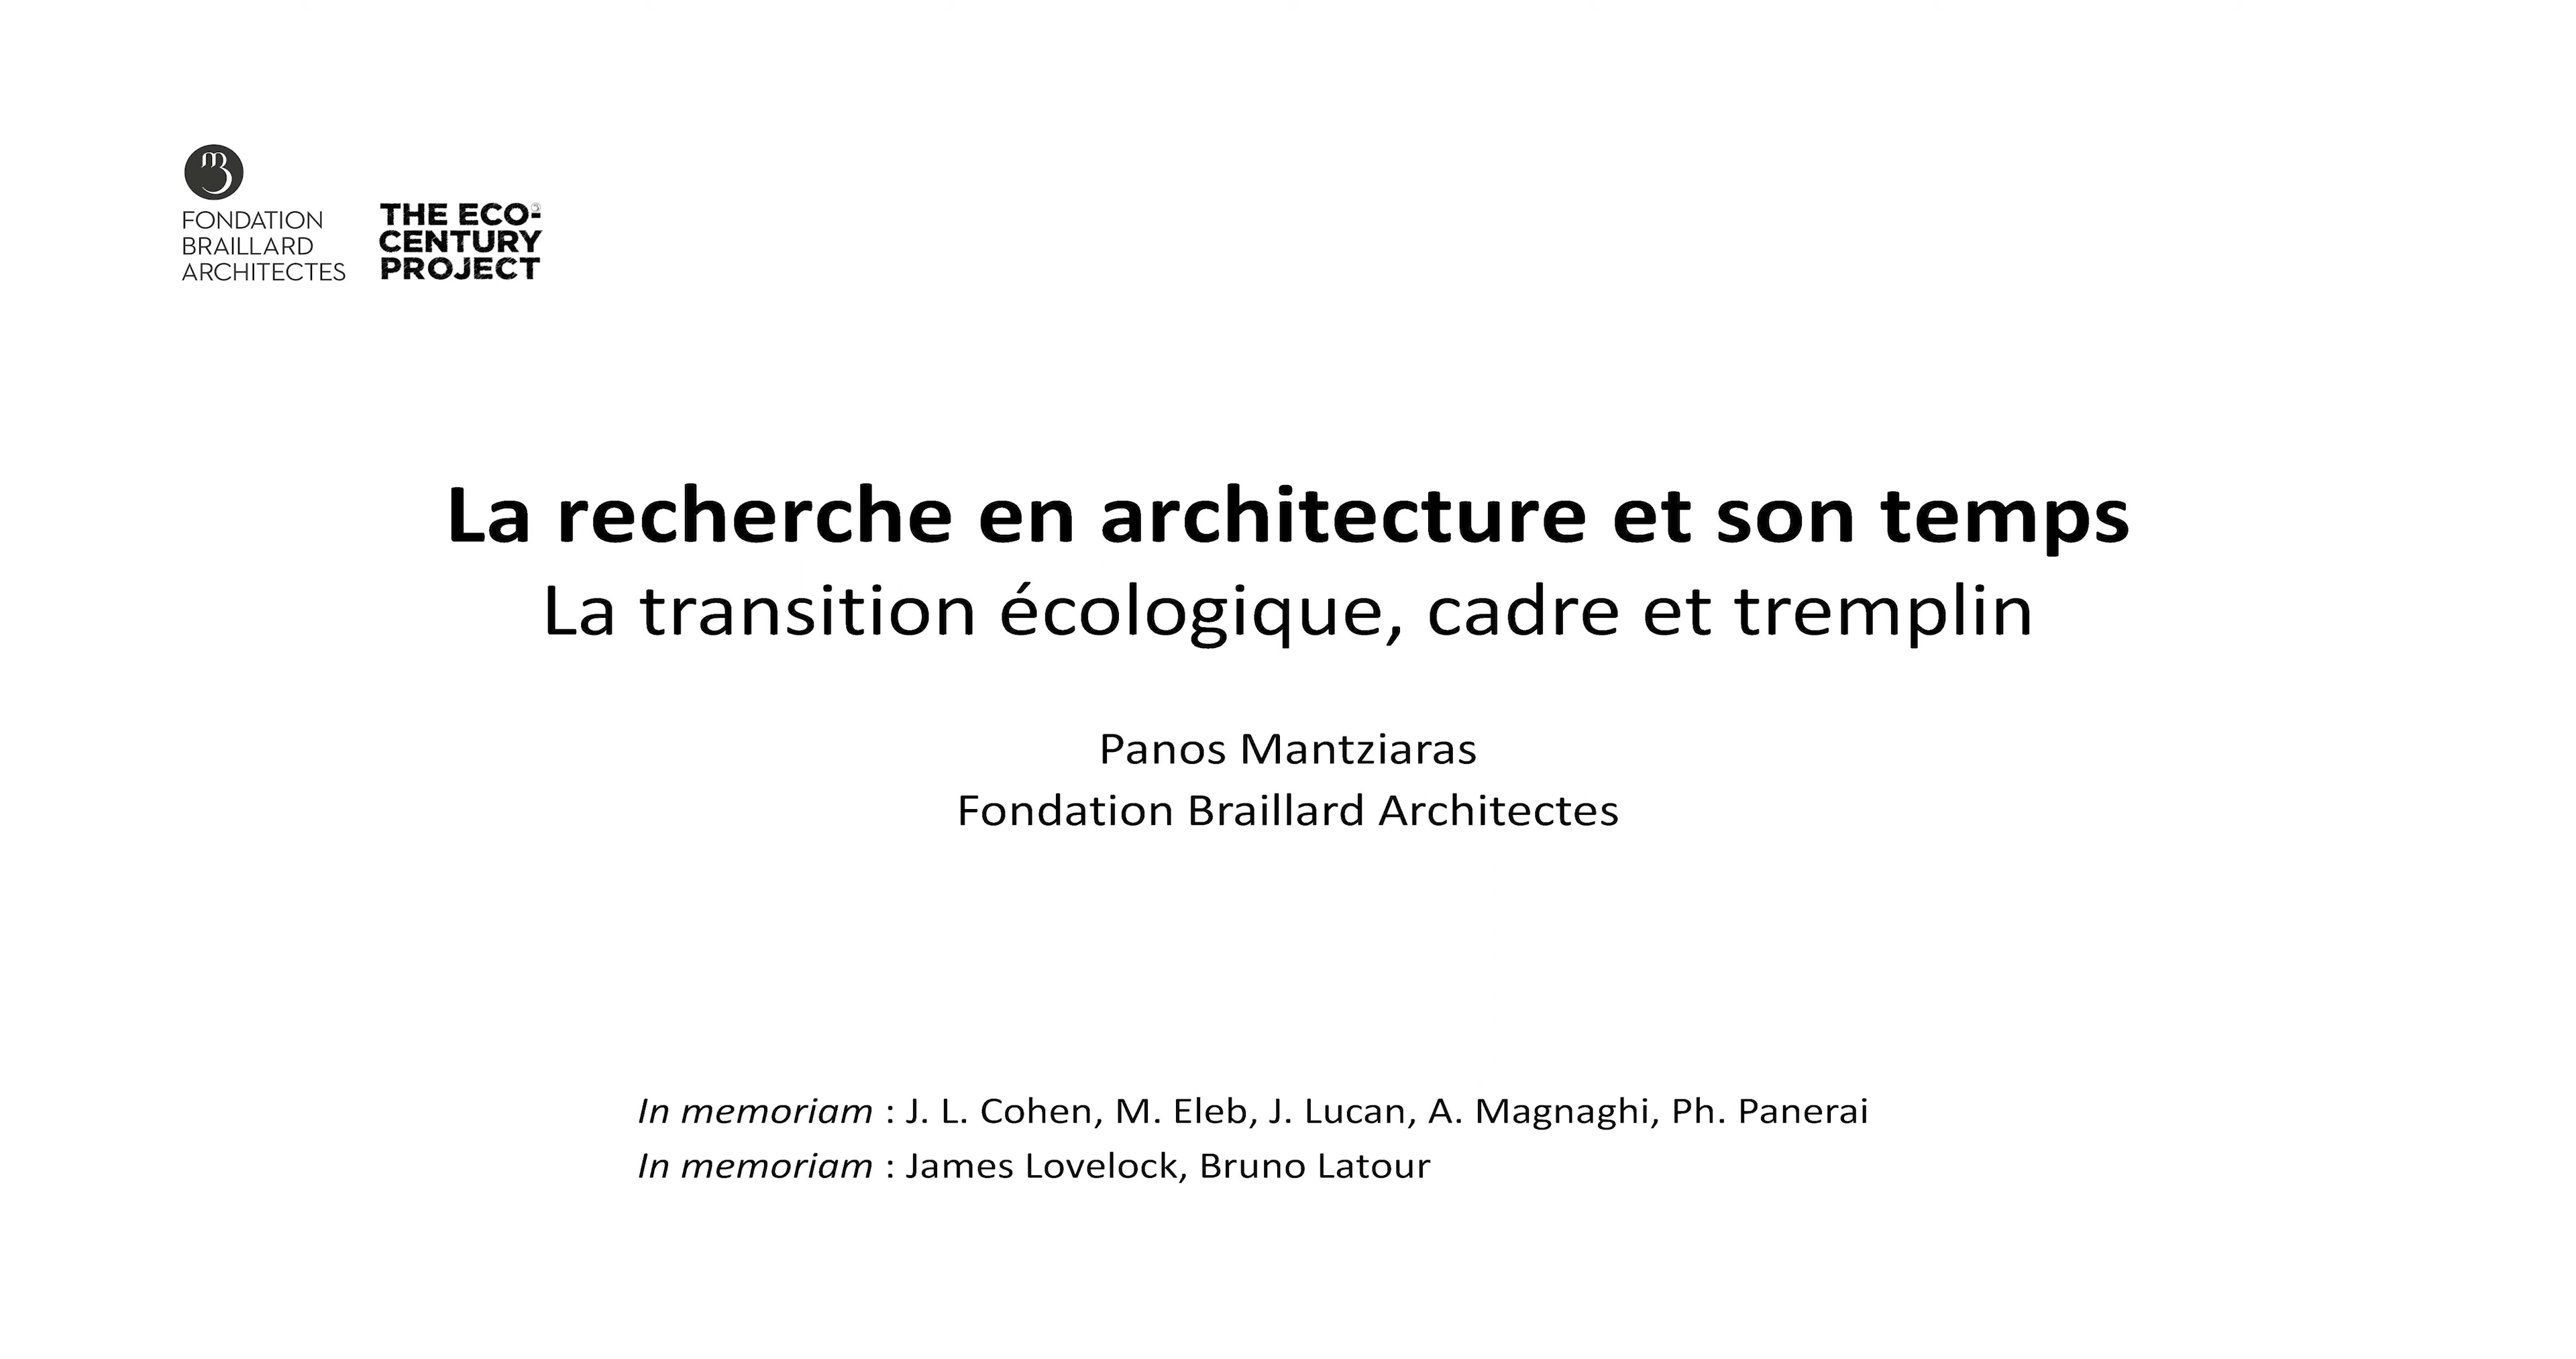 FONDATION
BRAILLARD
ARCHITECTES
THE ECO-
CENTURY
PROJECT
La recherche en architecture et son temps
La transition écologique, cadre et tremplin
Panos Mantziaras
Fondation Braillard Architectes
In memoriam : J. L. Cohen, M. Eleb, J. Lucan, A. Magnaghi, Ph. Panerai
In memoriam : James Lovelock, Bruno Latour